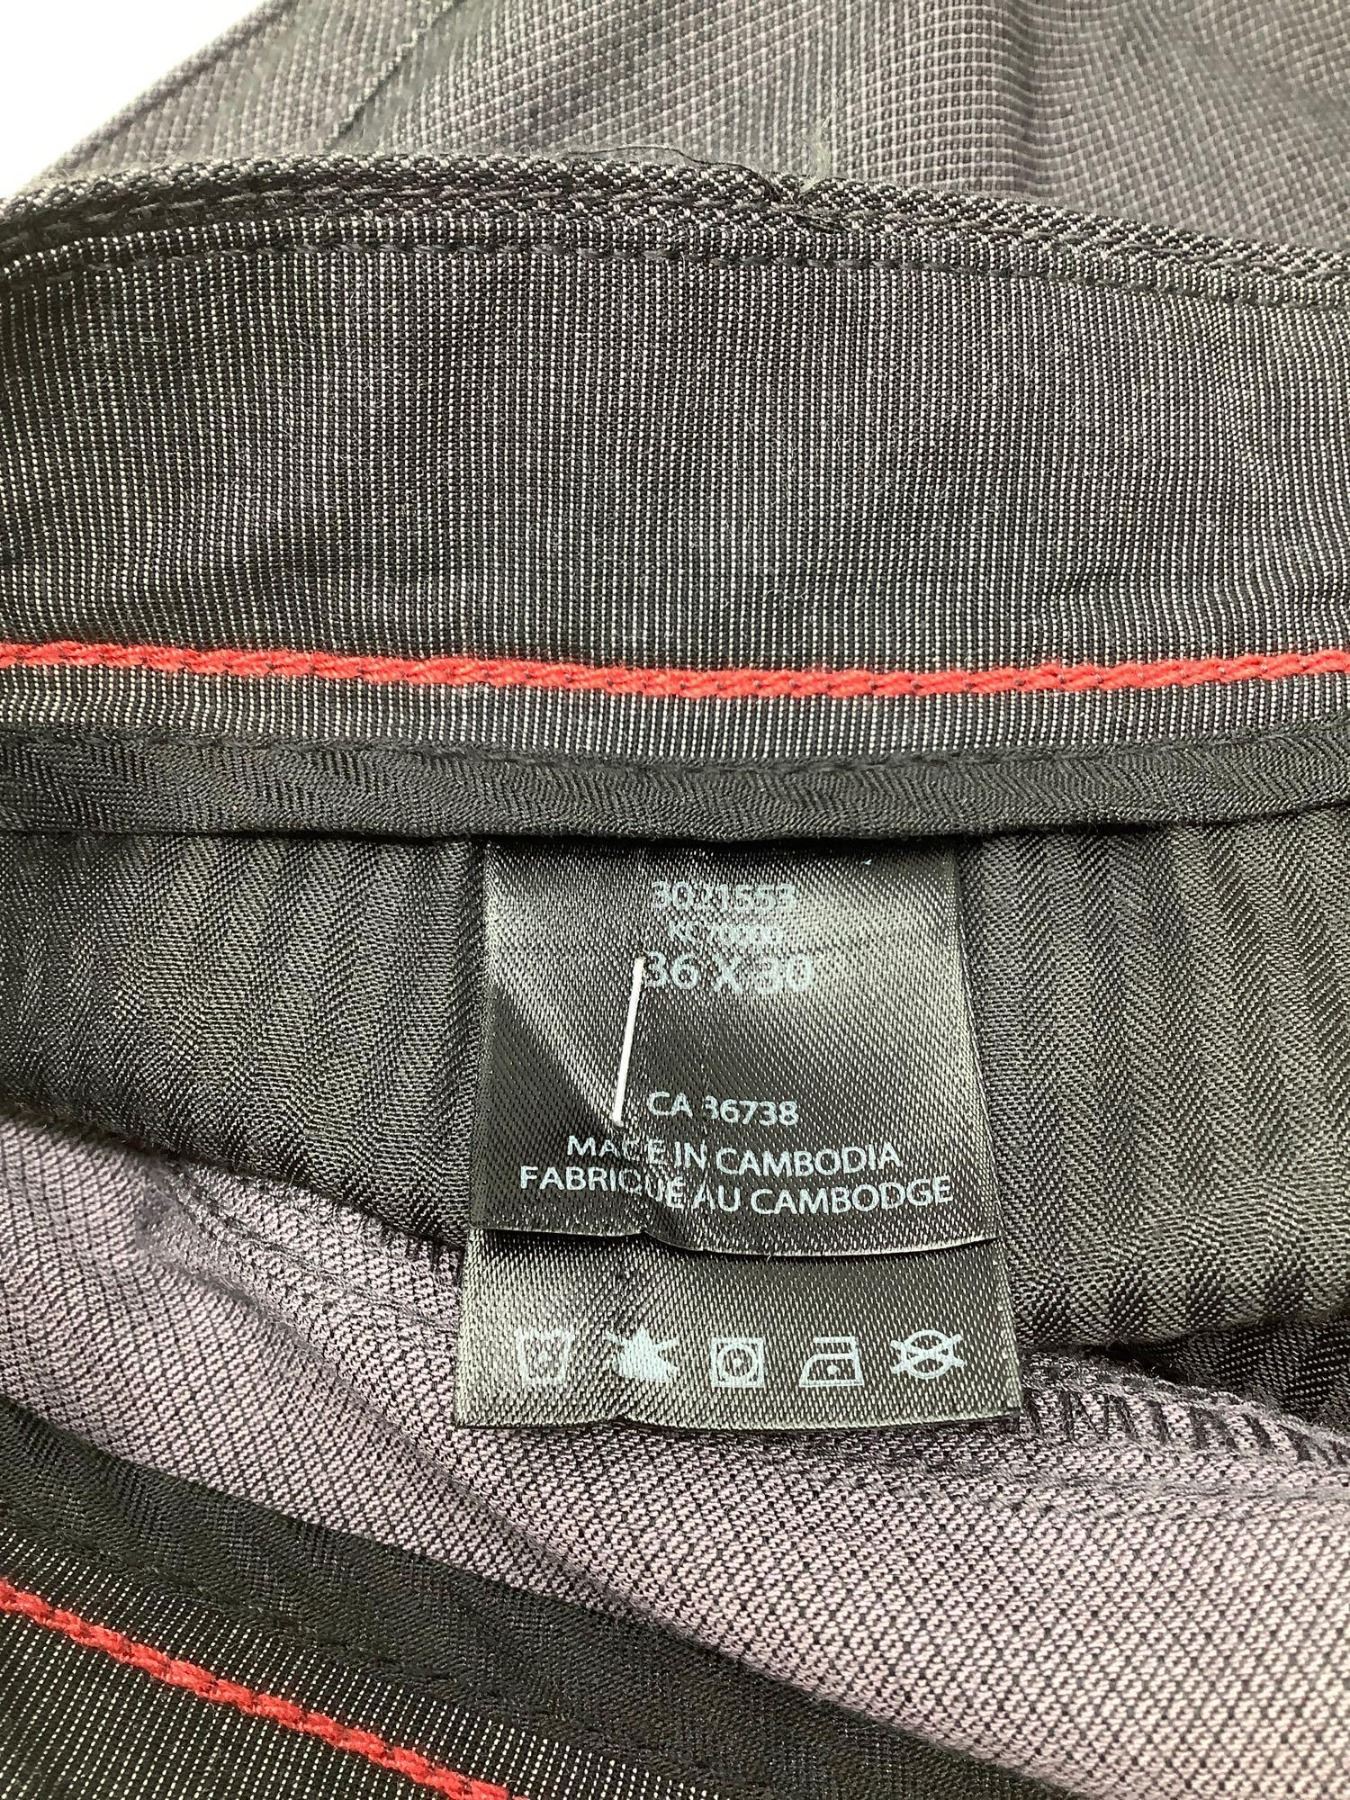 3021553
36 X 30
CA 36738
MADE IN CAMBODIA
FABRIQUÉ AU CAMBODGE